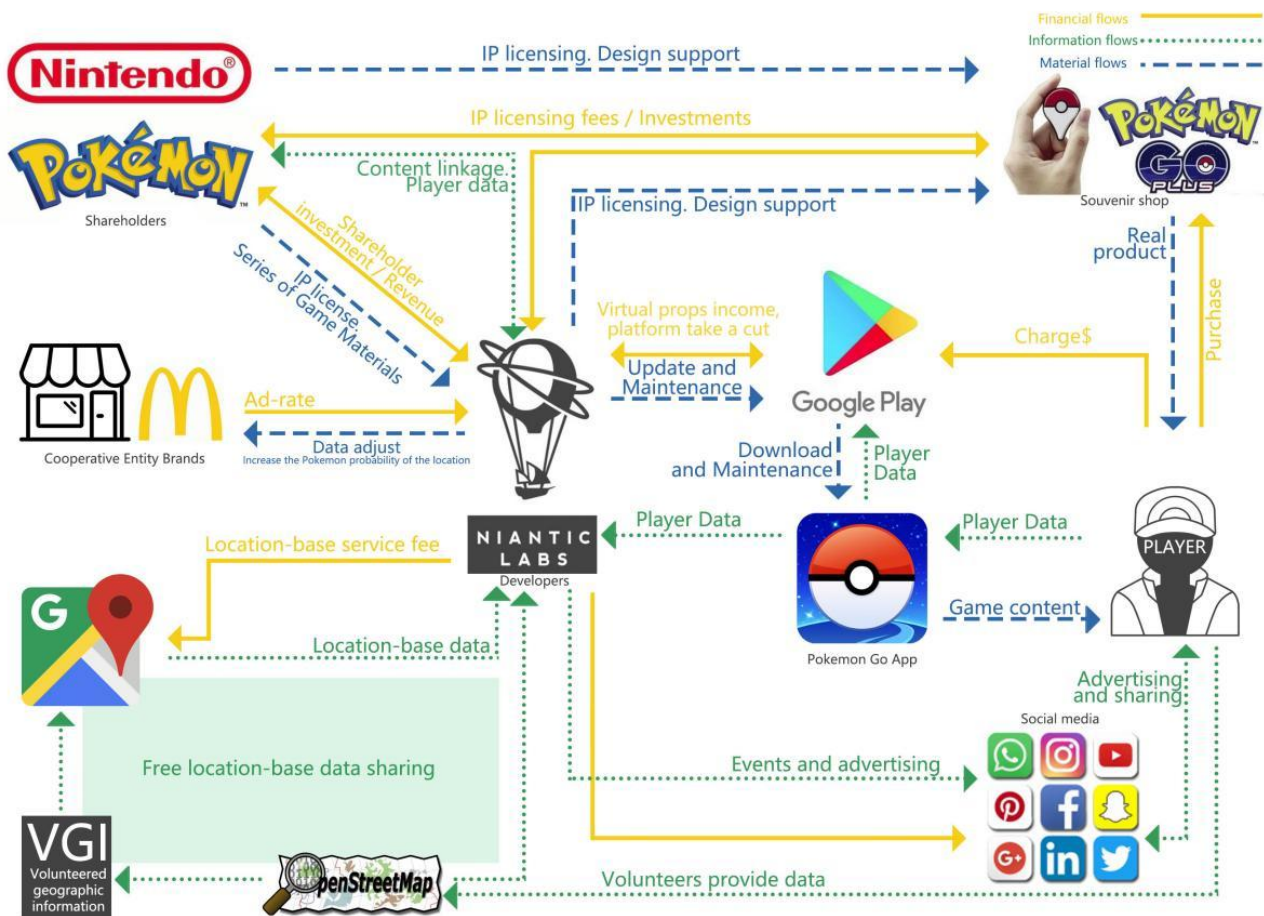 Financial flows
Information flows
Material flows
Nintendo®
IP licensing. Design support
POKéMON™
Shareholders
IP licensing fees / Investments
Content linkage.
Player data
IP licensing. Design support
POKéMON
GO
PLUS
Souvenir shop
Real
product
Purchase
Shareholder
investment / Revenue
IP license.
Series of Game Materials
Virtual props income,
platform take a cut
Update and
Maintenance
Google Play
Charge$
Ad-rate
Data adjust
Increase the Pokemon probability of the location
Cooperative Entity Brands
Download
and Maintenance
Player
Data
NIANTIC
LABS
Developers
Player Data
Player Data
PLAYER
Game content
Pokemon Go App
Location-base service fee
G
Location-base data
Free location-base data sharing
Advertising
and sharing
Social media
Events and advertising
G+
in
VGI
Volunteered
geographic
information
penStreetMap
Volunteers provide data